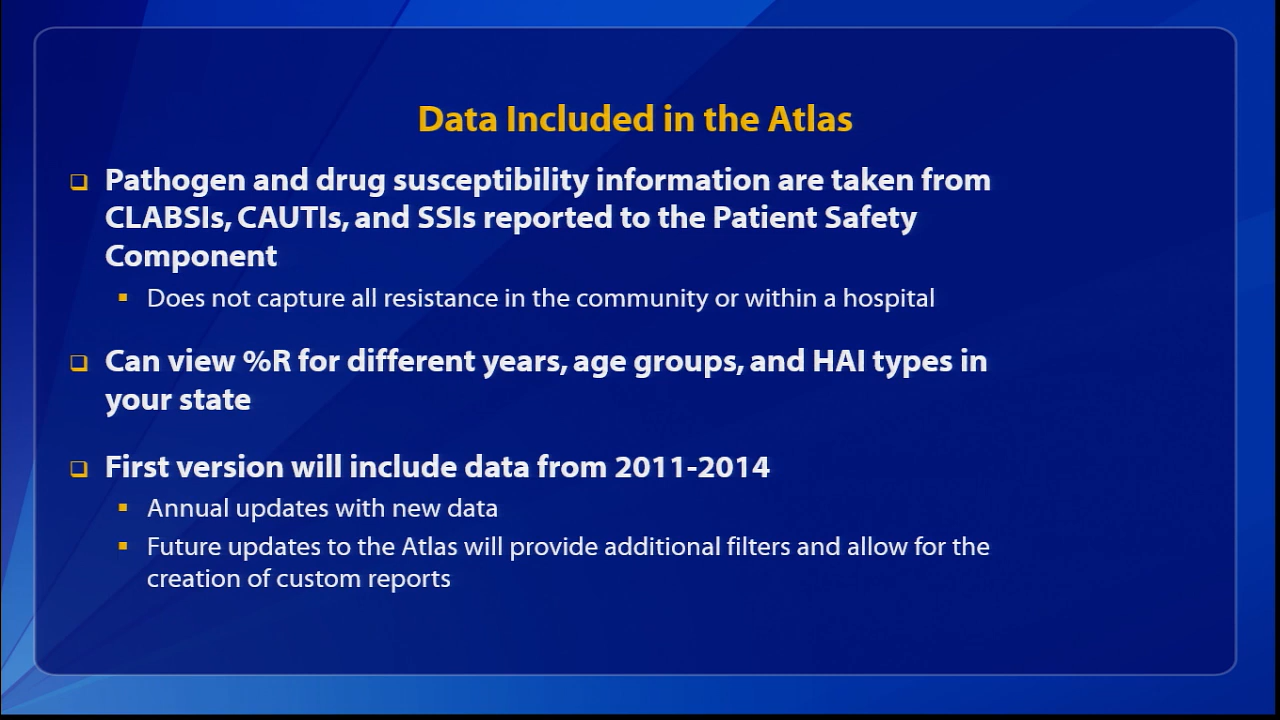 Data Included in the Atlas
Pathogen and drug susceptibility information are taken from
CLABSIs, CAUTIs, and SSIs reported to the Patient Safety
Component
Does not capture all resistance in the community or within a hospital
Can view %R for different years, age groups, and HAI types in
your state
First version will include data from 2011-2014
Annual updates with new data
Future updates to the Atlas will provide additional filters and allow for the
creation of custom reports